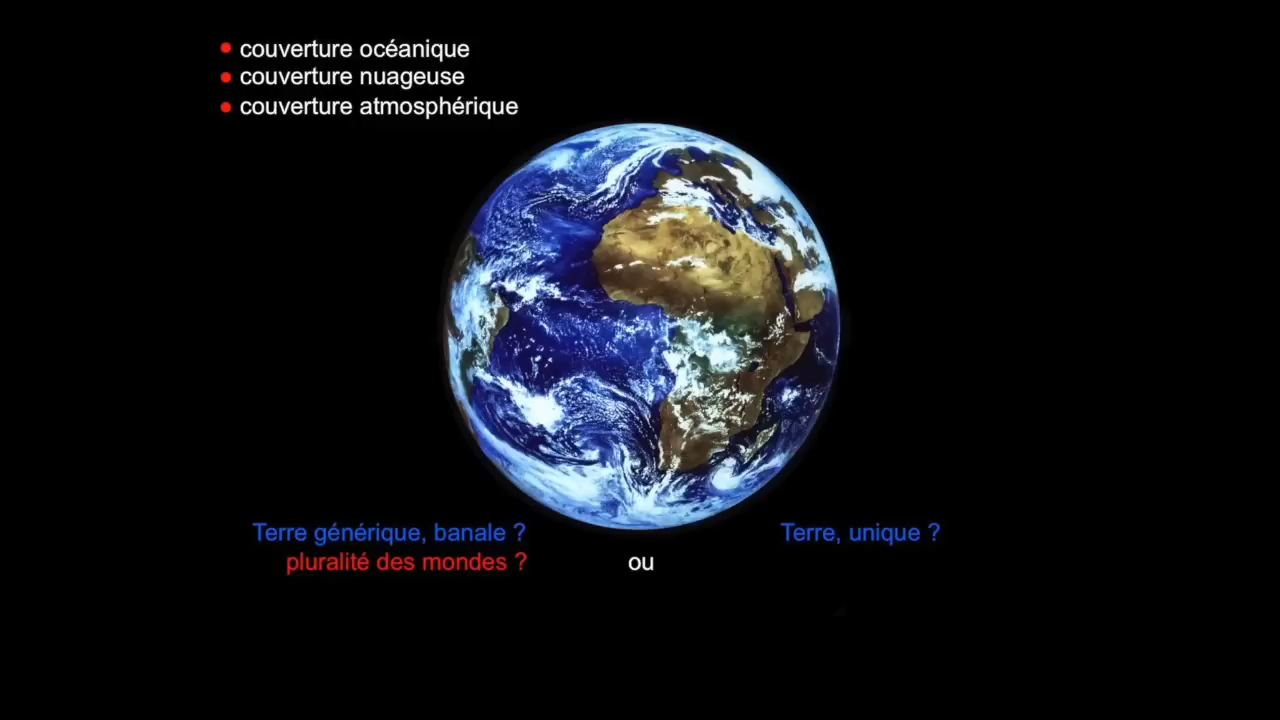 • couverture océanique
• couverture nuageuse
• couverture atmosphérique
Terre générique, banale ?
Terre, unique ?
pluralité des mondes ?
ou